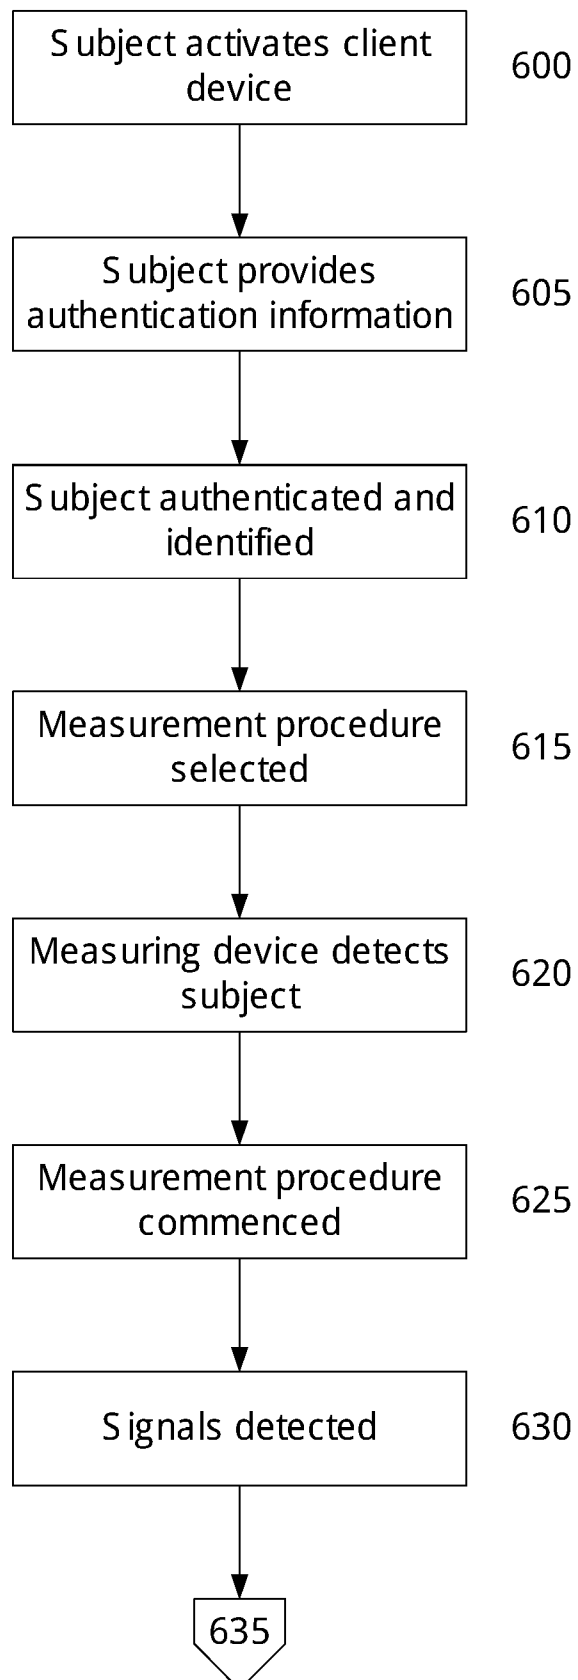 Subject activates client
device
600
Subject provides
authentication information
605
Subject authenticated and
identified
610
Measurement procedure
selected
615
Measuring device detects
subject
620
Measurement procedure
commenced
625
Signals detected
630
635